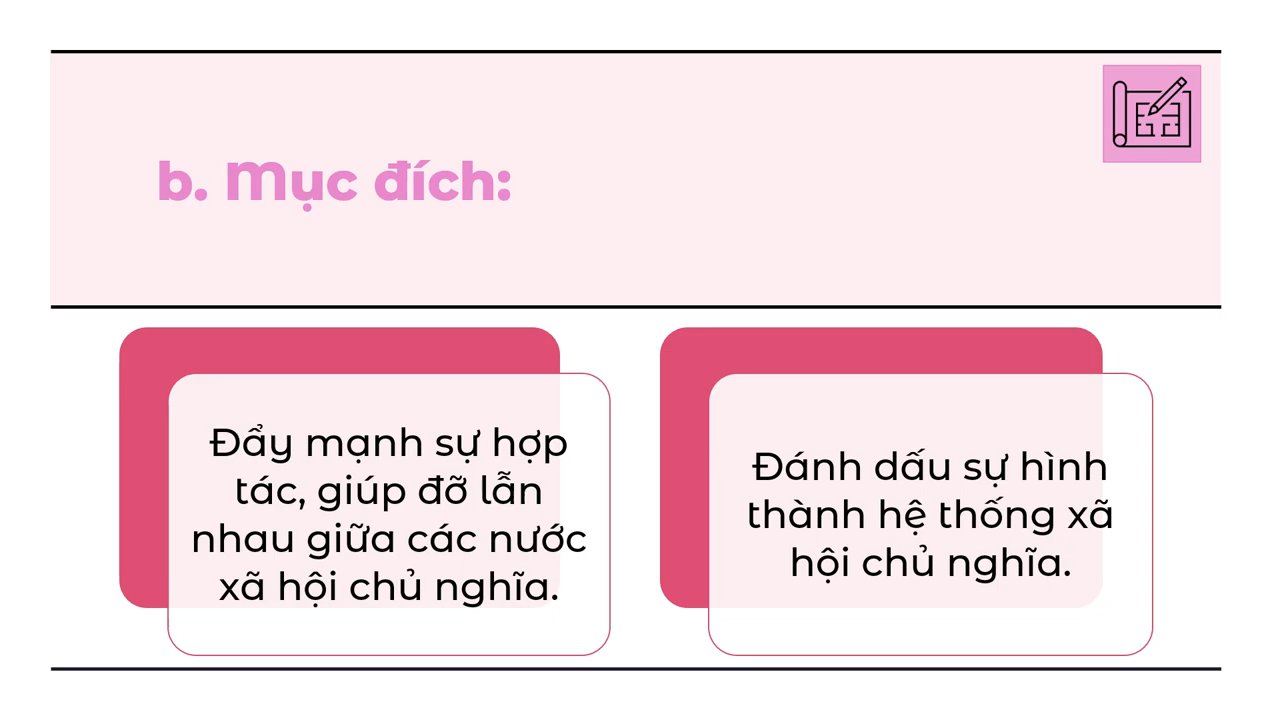 b. Mục đích:
Đẩy mạnh sự hợp
tác, giúp đỡ lẫn
nhau giữa các nước
xã hội chủ nghĩa.
Đánh dấu sự hình
thành hệ thống xã
hội chủ nghĩa.